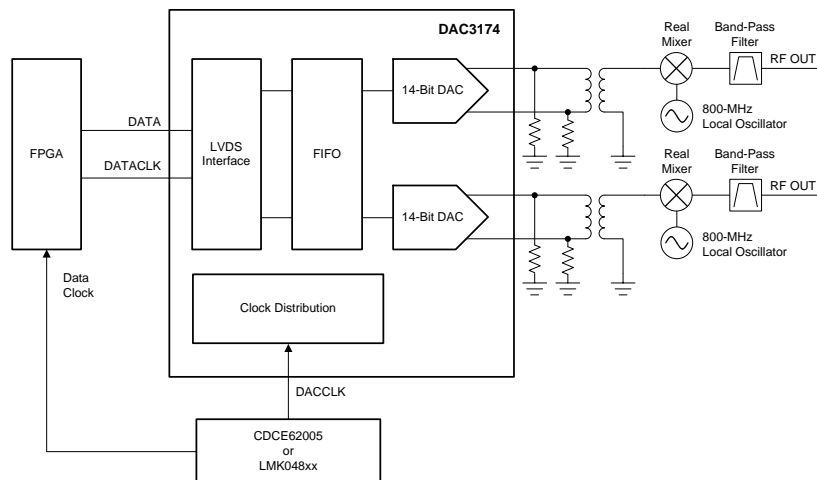 DAC3174
FPGA
DATA
DATACLK
LVDS
Interface
FIFO
14-Bit DAC
14-Bit DAC
Real
Mixer
Band-Pass
Filter
RF OUT
800-MHz
Local Oscillator
Real
Mixer
Band-Pass
Filter
RF OUT
800-MHz
Local Oscillator
Data
Clock
Clock Distribution
DACCLK
CDCE62005
or
LMK048xx